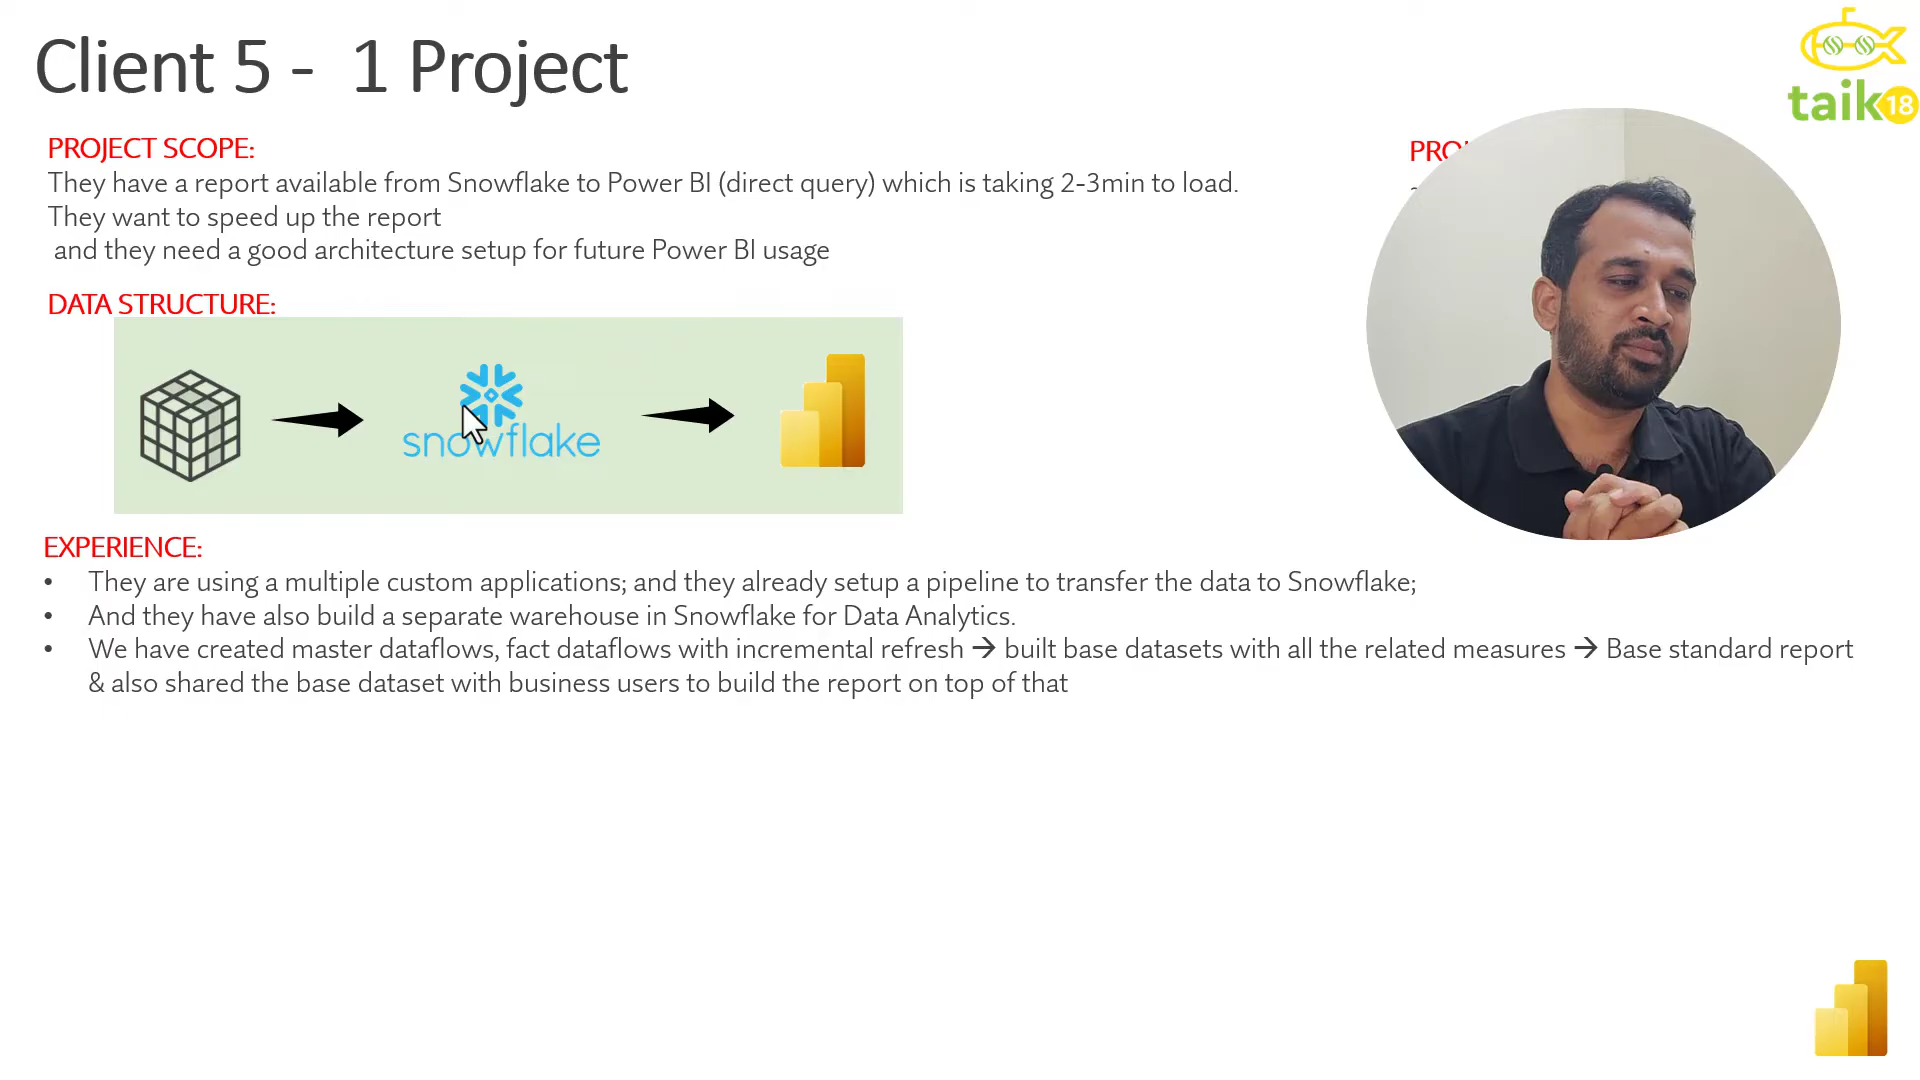 Client 5 - 1 Project
taik18
PROJECT SCOPE:
They have a report available from Snowflake to Power BI (direct query) which is taking 2-3min to load.
They want to speed up the report
and they need a good architecture setup for future Power BI usage
DATA STRUCTURE:
snowflake
EXPERIENCE:
• They are using a multiple custom applications; and they already setup a pipeline to transfer the data to Snowflake;
• And they have also build a separate warehouse in Snowflake for Data Analytics.
• We have created master dataflows, fact dataflows with incremental refresh → built base datasets with all the related measures → Base standard report
& also shared the base dataset with business users to build the report on top of that